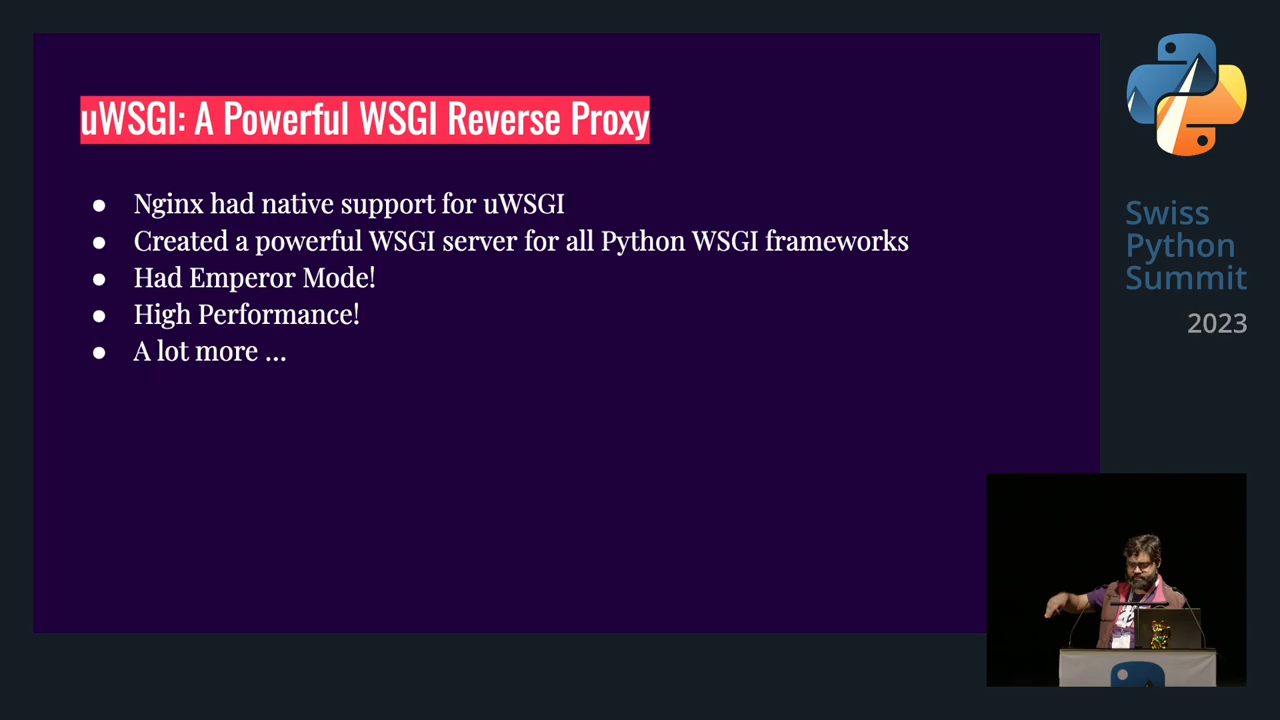 uWSGI: A Powerful WSGI Reverse Proxy
● Nginx had native support for uWSGI
● Created a powerful WSGI server for all Python WSGI frameworks
● Had Emperor Mode!
● High Performance!
● A lot more ...
Swiss
Python
Summit
2023